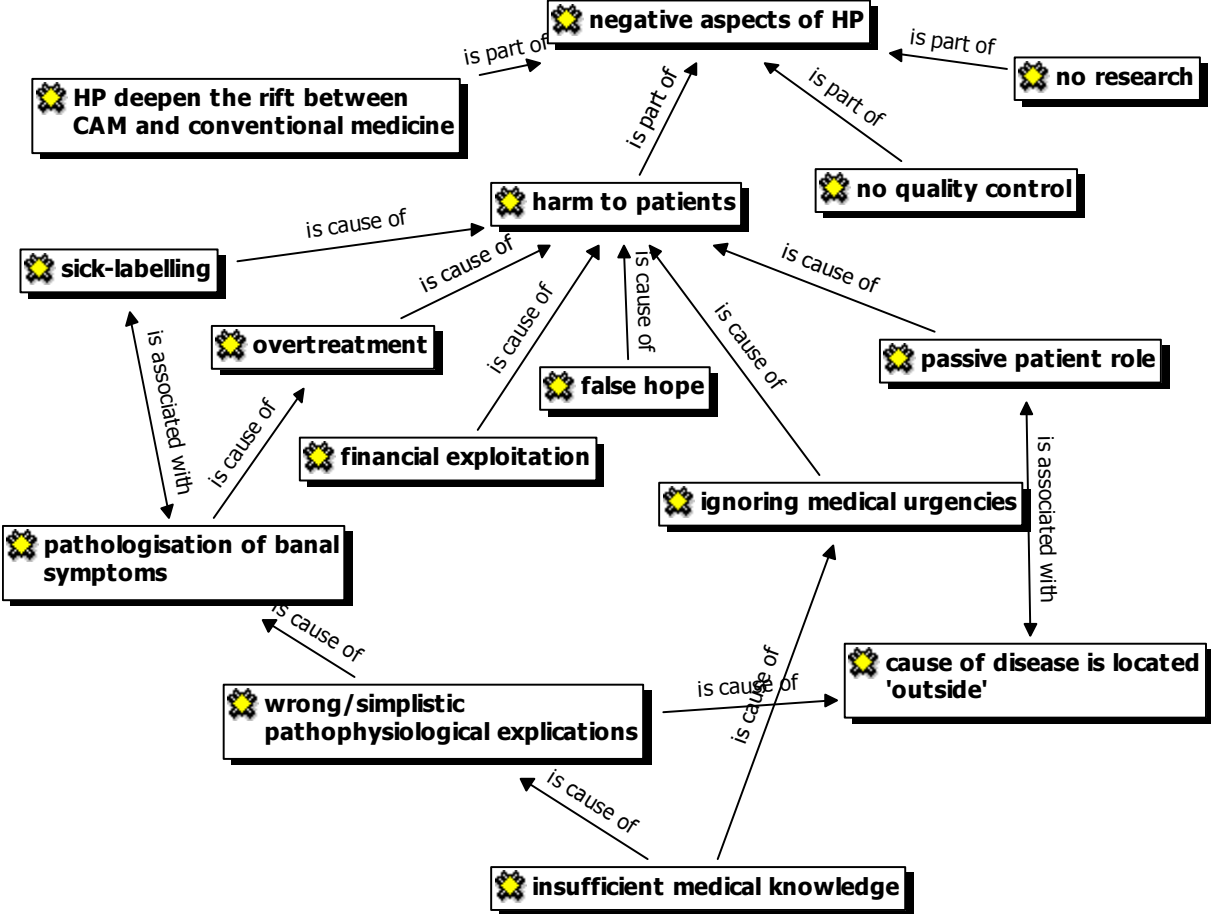 negative aspects of HP
is part of
is part of
no research
HP deepen the rift between
CAM and conventional medicine
is part of
is part of
no quality control
harm to patients
is cause of
sick-labelling
is cause of
is cause of
is cause of
is cause of
is cause of
overtreatment
passive patient role
false hope
is associated with
is cause of
financial exploitation
is associated with
ignoring medical urgencies
pathologisation of banal
symptoms
is cause of
is cause of
cause of disease is located
'outside'
is cause of
wrong/simplistic
pathophysiological explications
is cause of
insufficient medical knowledge